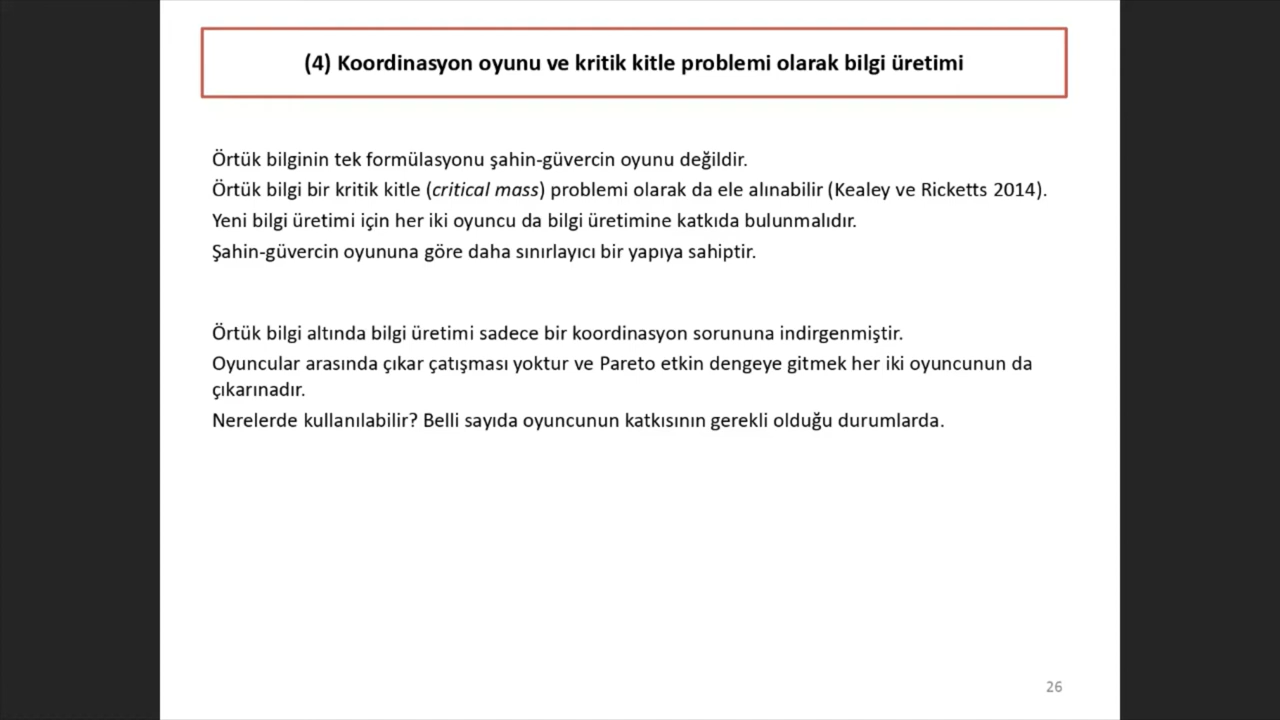 (4) Koordinasyon oyunu ve kritik kitle problemi olarak bilgi üretimi
Örtük bilginin tek formülasyonu şahin-güvercin oyunu değildir.
Örtük bilgi bir kritik kitle (critical mass) problemi olarak da ele alınabilir (Kealey ve Ricketts 2014).
Yeni bilgi üretimi için her iki oyuncu da bilgi üretimine katkıda bulunmalıdır.
Şahin-güvercin oyununa göre daha sınırlayıcı bir yapıya sahiptir.
Örtük bilgi altında bilgi üretimi sadece bir koordinasyon sorununa indirgenmiştir.
Oyuncular arasında çıkar çatışması yoktur ve Pareto etkin dengeye gitmek her iki oyuncunun da
çıkarınadır.
Nerelerde kullanılabilir? Belli sayıda oyuncunun katkısının gerekli olduğu durumlarda.
26